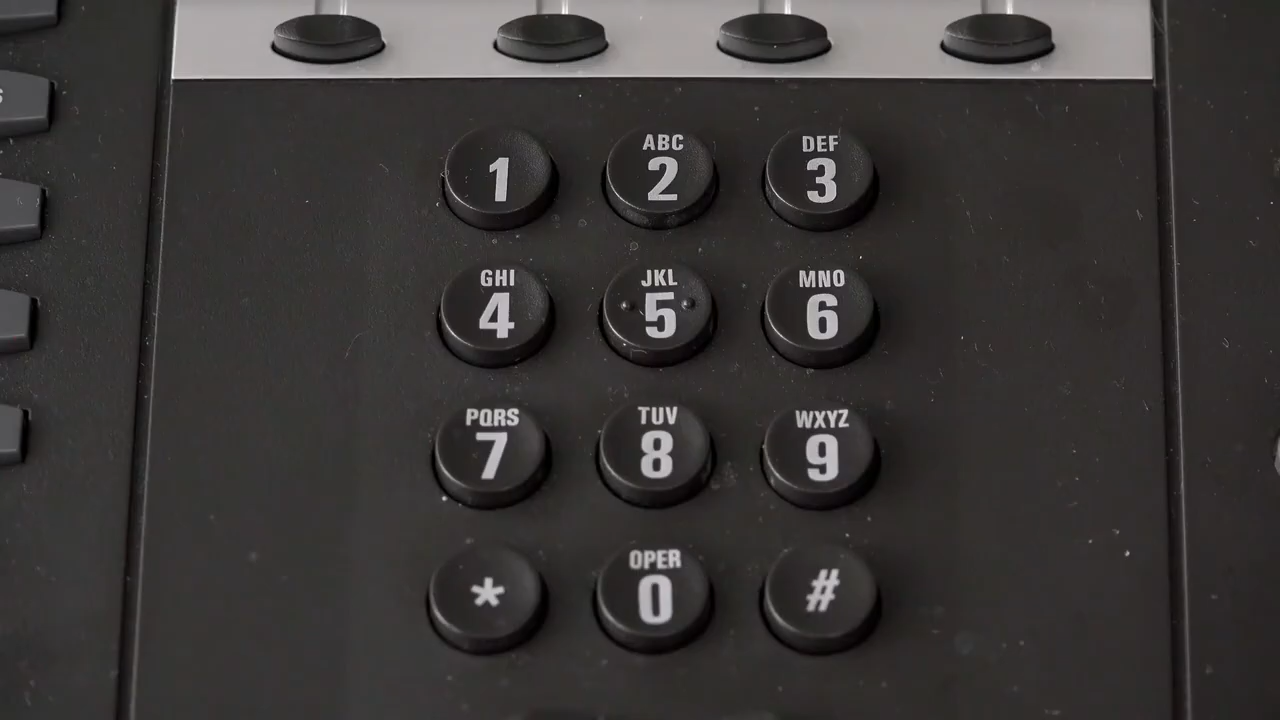 S
1
ABC
2
DEF
3
GHI
4
JKL
5
MNO
6
PQRS
7
TUV
8
WXYZ
9
*
OPER
0
#